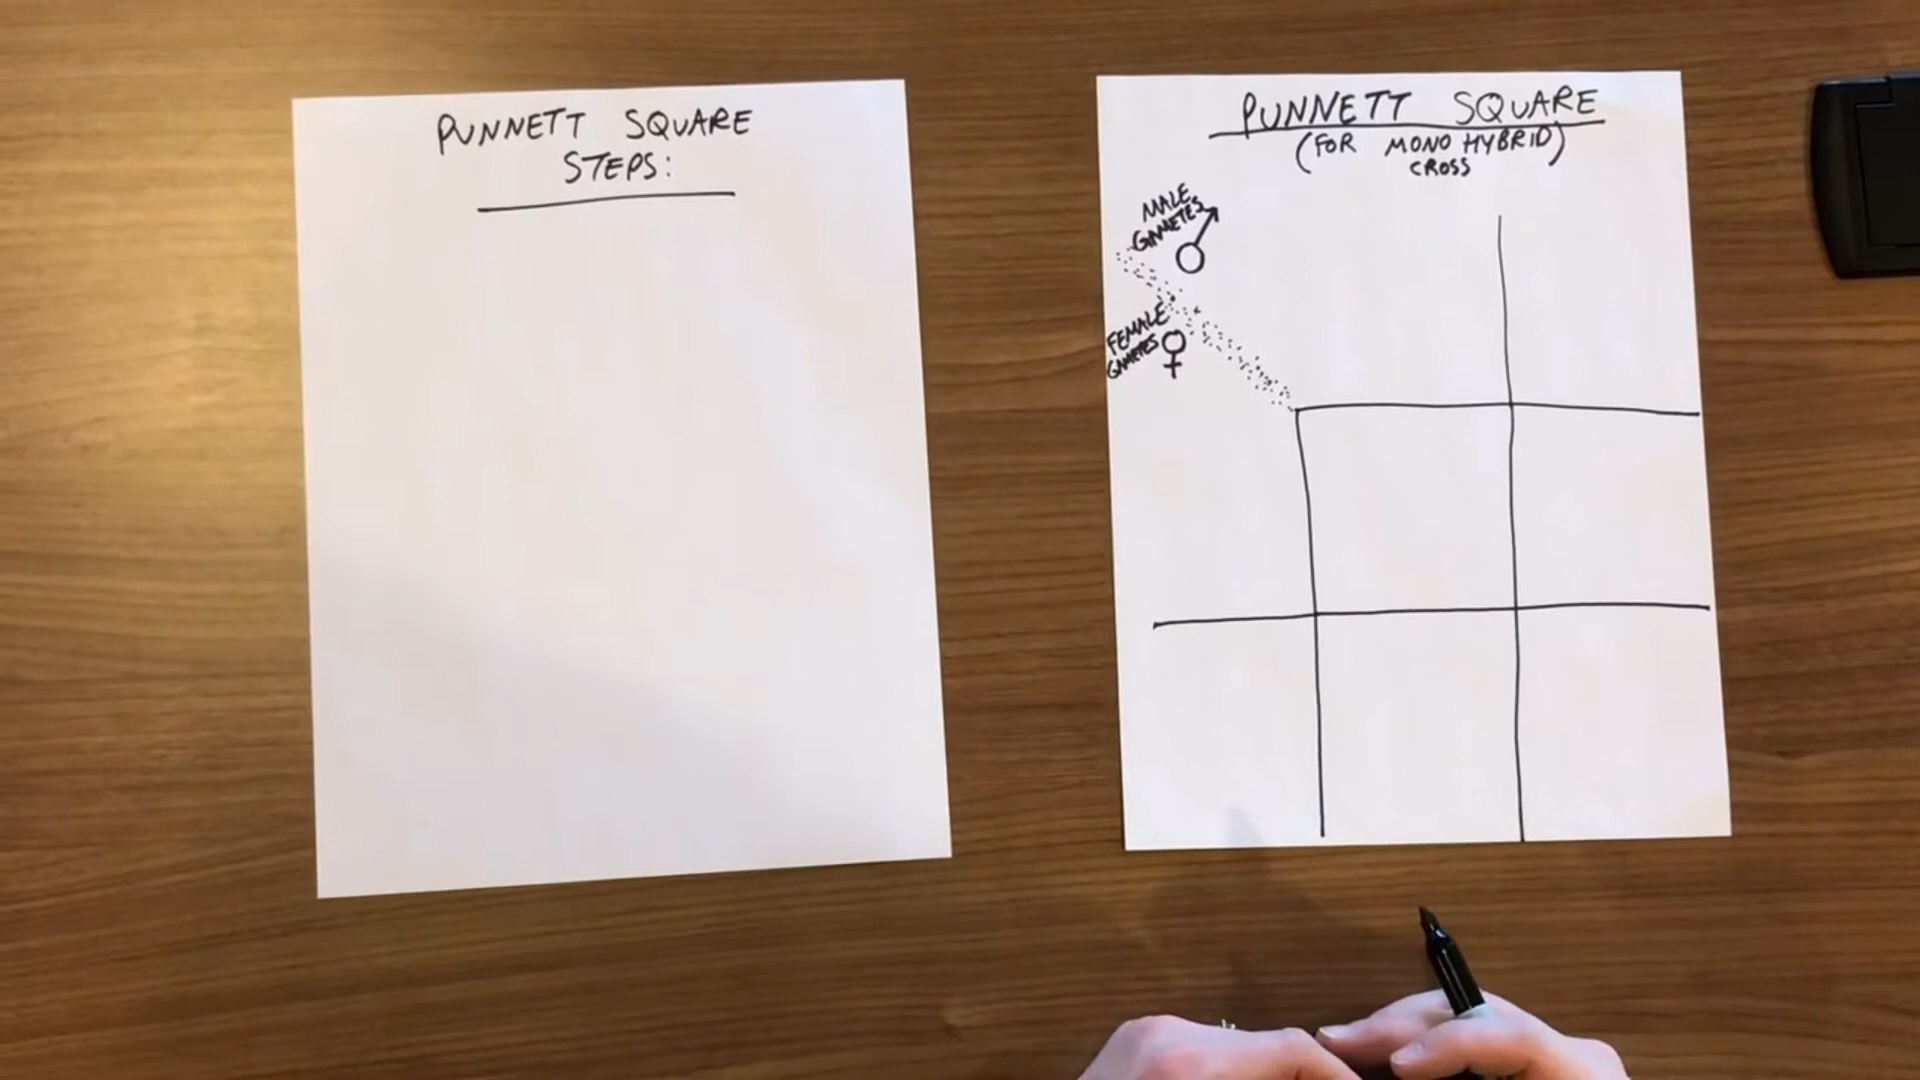 PUNNETT SQUARE
STEPS:
PUNNETT SQUARE
(FOR MONO HYBRID)
CROSS
MALE
GAMETES
FEMALE
GAMETES